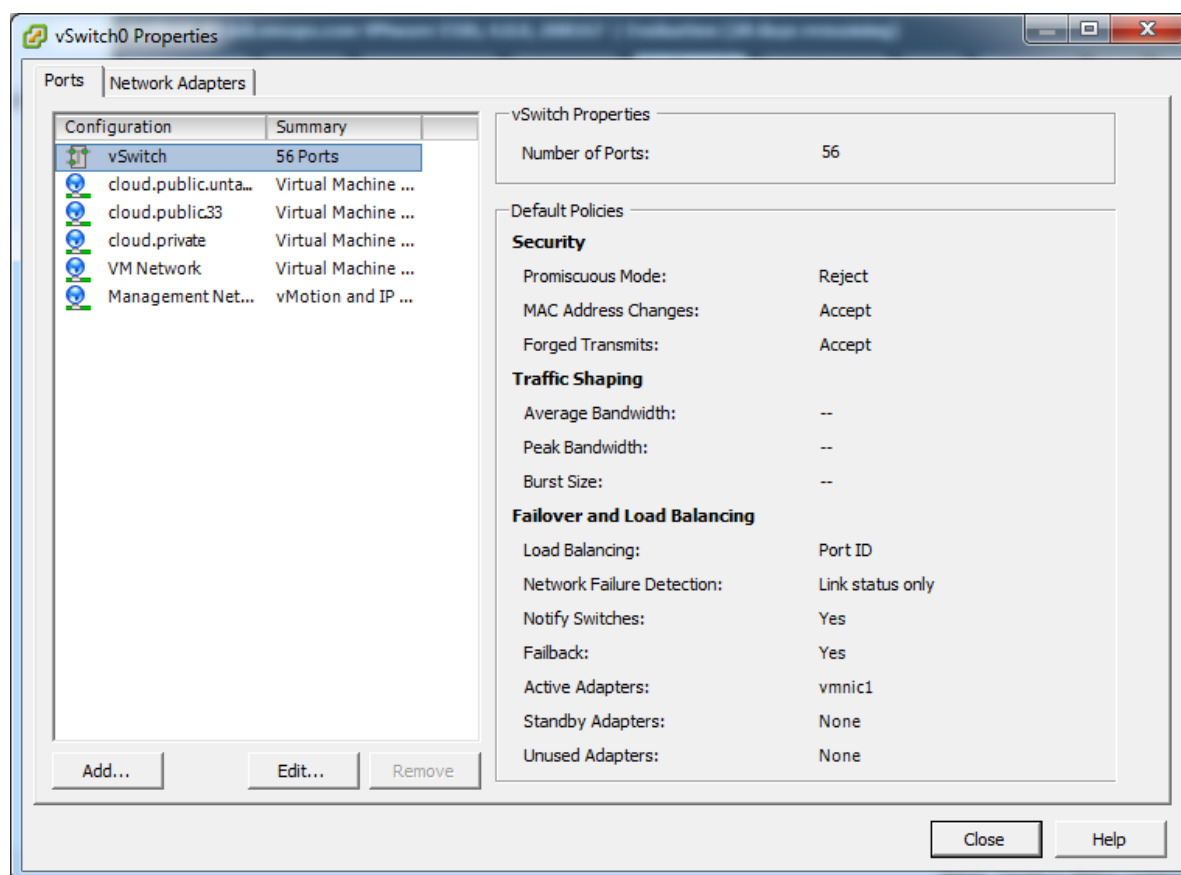 vSwitch0 Properties
Ports Network Adapters
Configuration Summary
vSwitch 56 Ports
cloud.public.unta... Virtual Machine ...
cloud.public.33 Virtual Machine ...
cloud.private Virtual Machine ...
VM Network Virtual Machine ...
Management Net... vMotion and IP ...
Add... Edit... Remove
vSwitch Properties
Number of Ports: 56
Default Policies
Security
Promiscuous Mode: Reject
MAC Address Changes: Accept
Forged Transmits: Accept
Traffic Shaping
Average Bandwidth: --
Peak Bandwidth: --
Burst Size: --
Failover and Load Balancing
Load Balancing: Port ID
Network Failure Detection: Link status only
Notify Switches: Yes
Failback: Yes
Active Adapters: vmnic1
Standby Adapters: None
Unused Adapters: None
Close Help